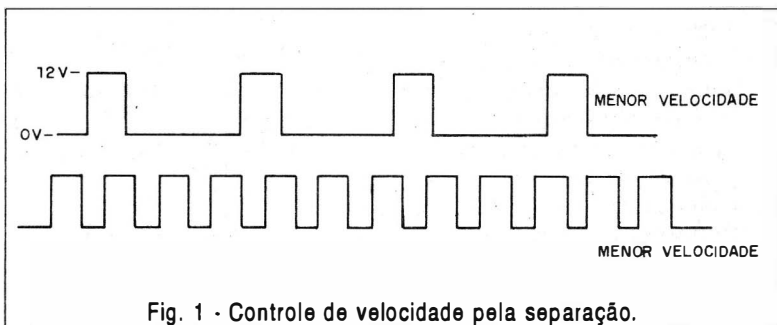 12V-
MENOR VELOCIDADE
0V-
MENOR VELOCIDADE
Fig. 1 - Controle de velocidade pela separação.